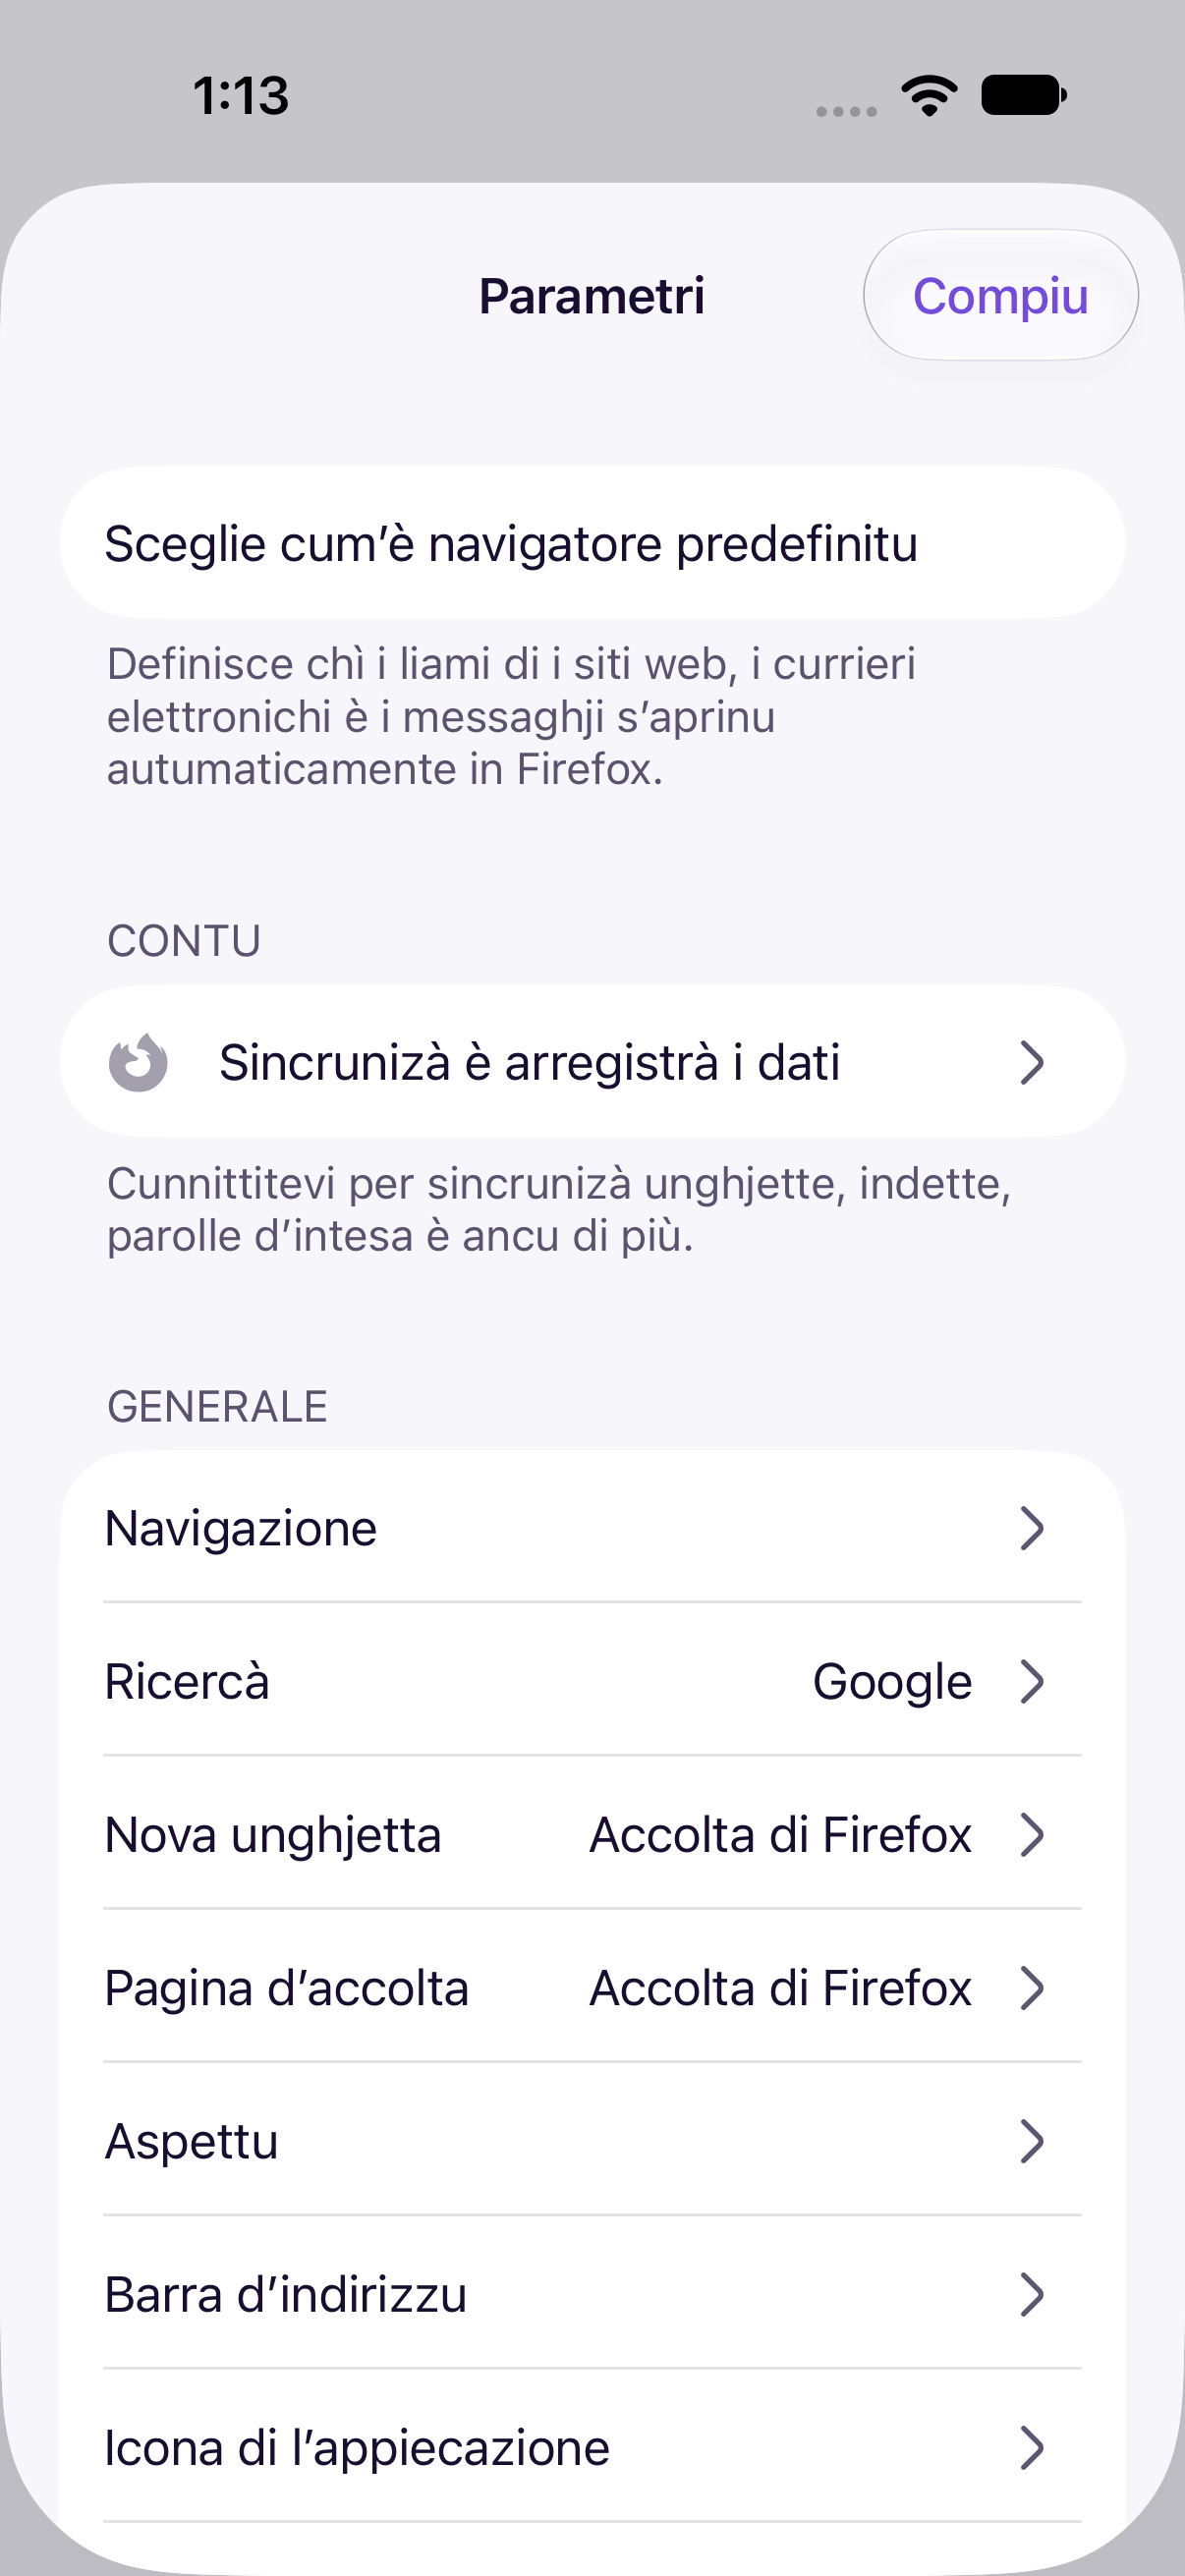 1:13
Parametri
Compiu
Sceglie cum’è navigatore predefinitu
Definisce chì i liami di i siti web, i currieri
elettronichi è i messaghji s’aprinu
autumaticamente in Firefox.
CONTU
Sincrunizà è arregistrà i dati
Cunnittitevi per sincrunizà unghjette, indette,
parolle d’intesa è ancu di più.
GENERALE
Navigazione
Ricercà Google
Nova unghjetta Accolta di Firefox
Pagina d’accolta Accolta di Firefox
Aspettu
Barra d’indirizzu
Icona di l’appiecazione